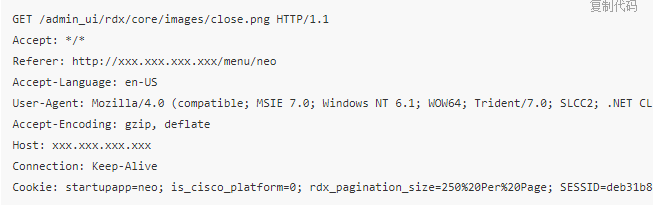 复制代码
GET /admin_ui/rdx/core/images/close.png HTTP/1.1
Accept: */*
Referer: http://xxx.xxx.xxx.xxx/menu/neo
Accept-Language: en-US
User-Agent: Mozilla/4.0 (compatible; MSIE 7.0; Windows NT 6.1; WOW64; Trident/7.0; SLCC2; .NET CL
Accept-Encoding: gzip, deflate
Host: xxx.xxx.xxx.xxx
Connection: Keep-Alive
Cookie: startupapp=neo; is_cisco_platform=0; rdx_pagination_size=250%20Per%20Page; SESSID=deb31b8